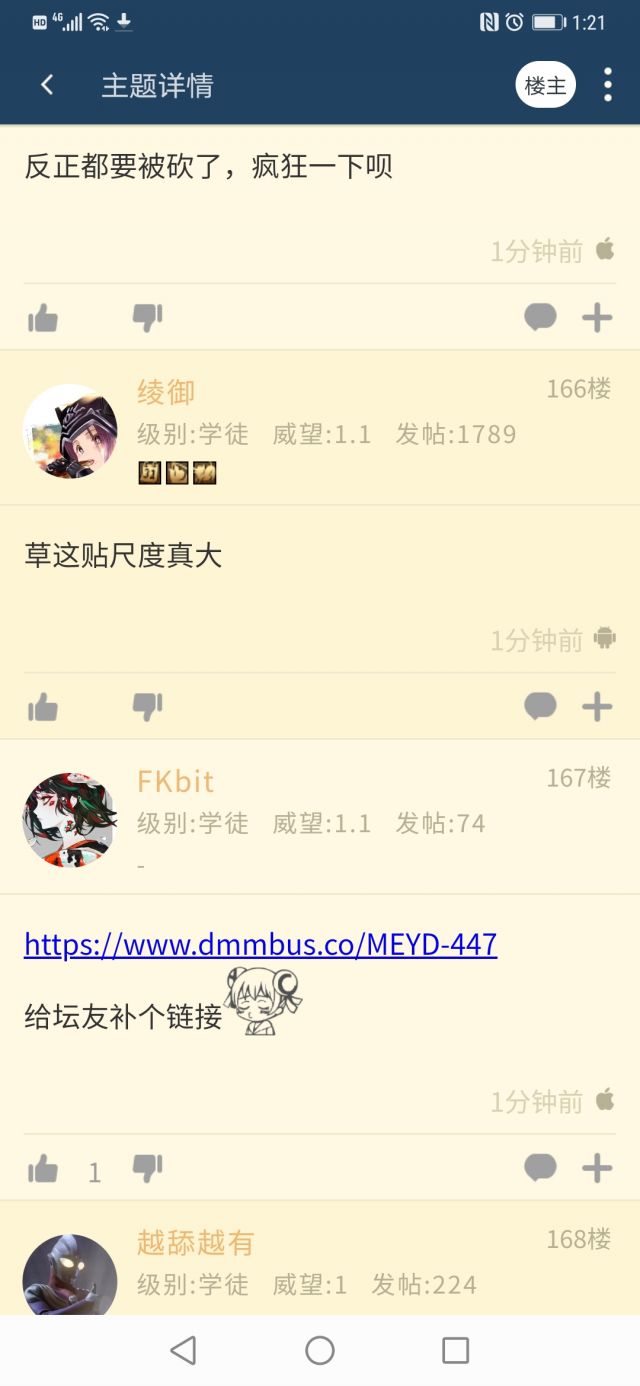 HD 4G 1:21
主题详情 楼主
反正都要被砍了，疯狂一下呗
1分钟前
绫御 166楼
级别:学徒 威望:1.1 发帖:1789
草这贴尺度真大
1分钟前
FKbit 167楼
级别:学徒 威望:1.1 发帖:74
-
https://www.dmmbus.co/MEYD-447
给坛友补个链接
1分钟前
1
越舔越有 168楼
级别:学徒 威望:1 发帖:224